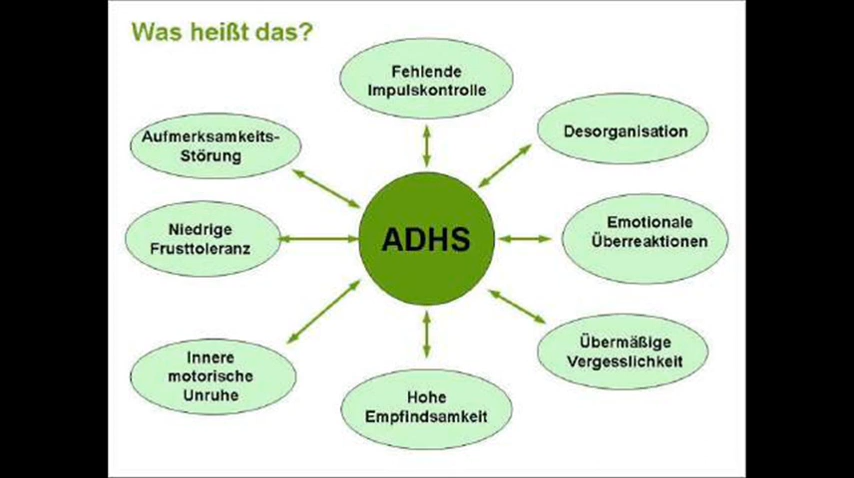 Was heißt das?
Fehlende
Impulskontrolle
Aufmerksamkeits-
Störung
Desorganisation
Niedrige
Frusttoleranz
ADHS
Emotionale
Überreaktionen
Innere
motorische
Unruhe
Übermäßige
Vergesslichkeit
Hohe
Empfindsamkeit